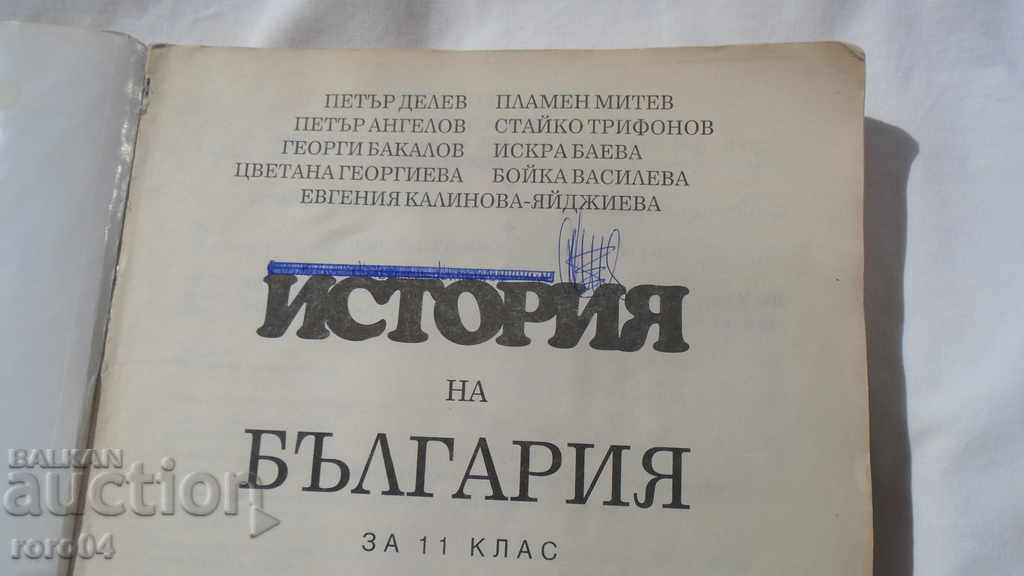 ПЕТЪР ДЕЛЕВ ПЛАМЕН МИТЕВ
ПЕТЪР АНГЕЛОВ СТАЙКО ТРИФОНОВ
ГЕОРГИ БАКАЛОВ ИСКРА БАЕВА
ЦВЕТАНА ГЕОРГИЕВА БОЙКА ВАСИЛЕВА
ЕВГЕНИЯ КАЛИНОВА-ЯЙДЖИЕВА
ИСТОРИЯ
НА
БЪЛГАРИЯ
ЗА 11 КЛАС
BALKAN
auction
roro04